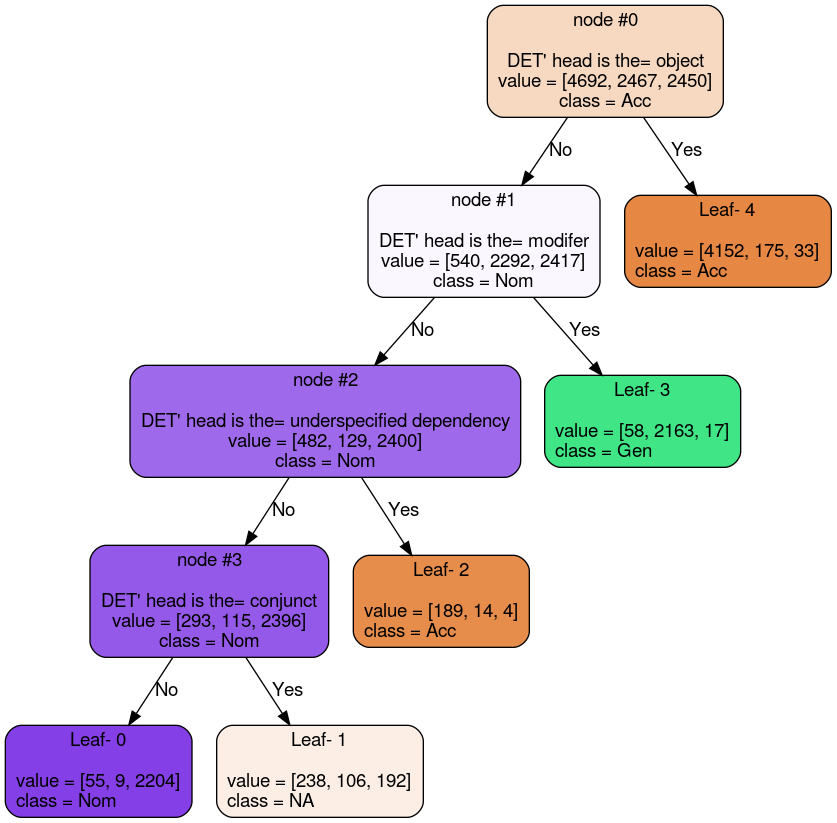 node #0
DET' head is the= object
value = [4692, 2467, 2450]
class = Acc
No
Yes
node #1
DET' head is the= modifer
value = [540, 2292, 2417]
class = Nom
Leaf- 4
value = [4152, 175, 33]
class = Acc
No
Yes
node #2
DET' head is the= underspecified dependency
value = [482, 129, 2400]
class = Nom
Leaf- 3
value = [58, 2163, 17]
class = Gen
No
Yes
node #3
DET' head is the= conjunct
value = [293, 115, 2396]
class = Nom
Leaf- 2
value = [189, 14, 4]
class = Acc
No
Yes
Leaf- 0
value = [55, 9, 2204]
class = Nom
Leaf- 1
value = [238, 106, 192]
class = NA